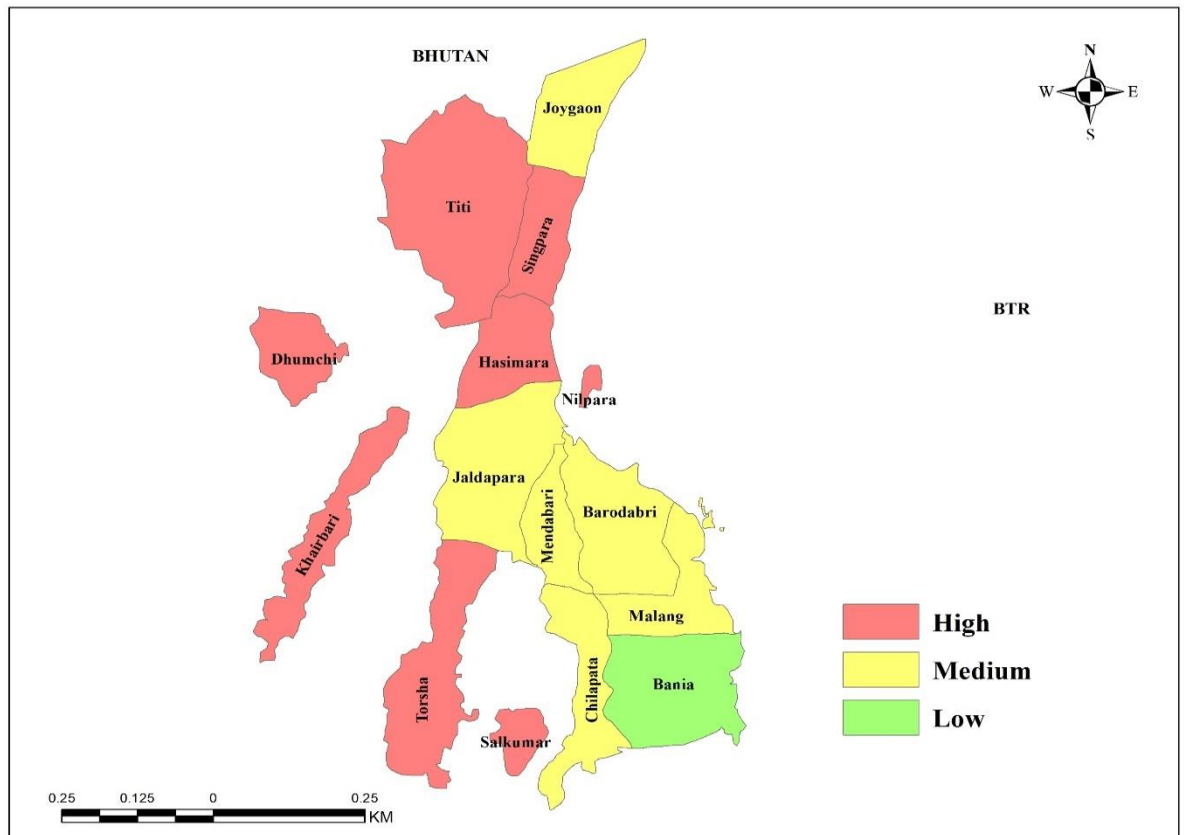 BHUTAN
N
W E
S
Joygaon
Titi
Singpara
BTR
Dhumchi
Hasimara
Nilpara
Jaldapara
Mendabari
Barodabri
Khairbari
Malang
High
Medium
Low
Bania
Chilapata
Torsha
Salkumar
0.25 0.125 0 0.25
KM